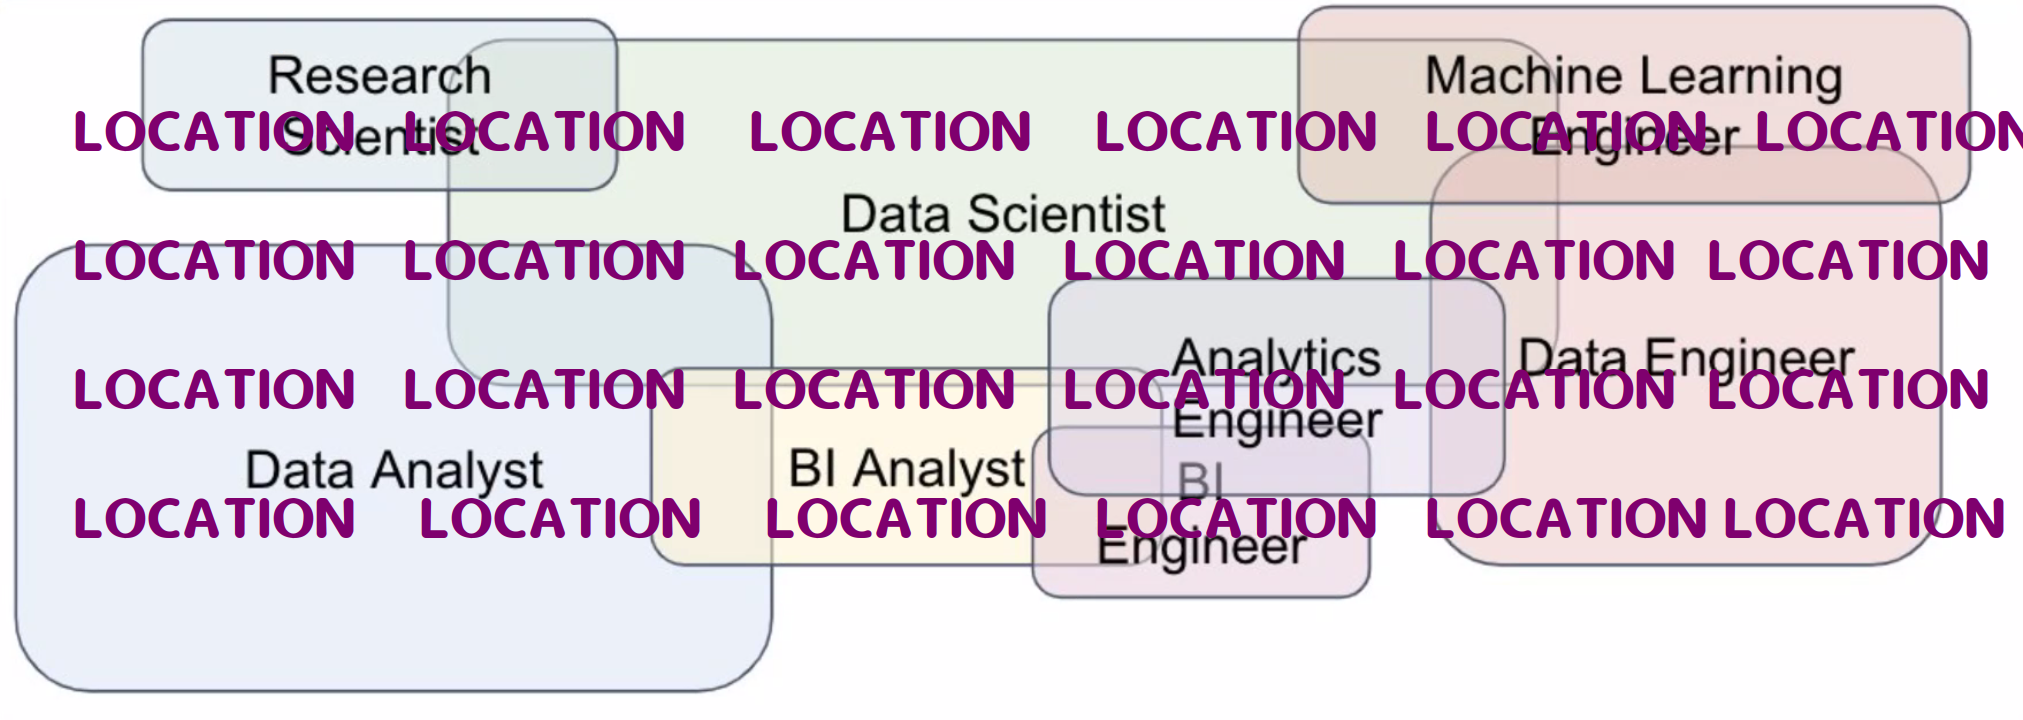 Research
Scientist
Machine Learning
Engineer
LOCATION LOCATION LOCATION LOCATION LOCATION LOCATION
Data Scientist
LOCATION LOCATION LOCATION LOCATION LOCATION LOCATION
Analytics
Engineer
Data Engineer
LOCATION LOCATION LOCATION LOCATION LOCATION LOCATION
Data Analyst
BI Analyst
BI
Engineer
LOCATION LOCATION LOCATION LOCATION LOCATION LOCATION